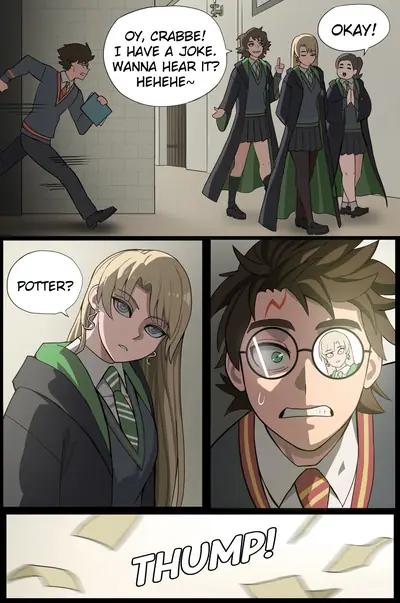 OY, CRABBE!
I HAVE A JOKE.
WANNA HEAR IT?
HEHEHE~
OKAY!
POTTER?
THUMP!